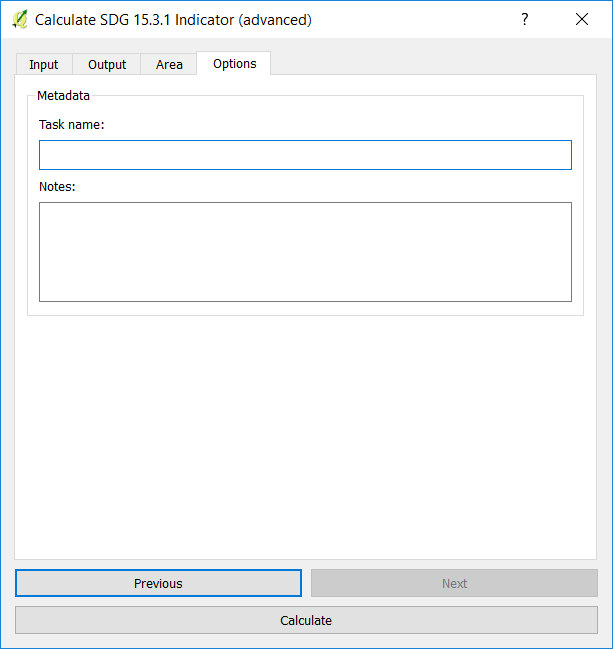 Calculate SDG 15.3.1 Indicator (advanced) ?
Input Output Area Options
Metadata
Task name:
Notes:
Previous Next
Calculate